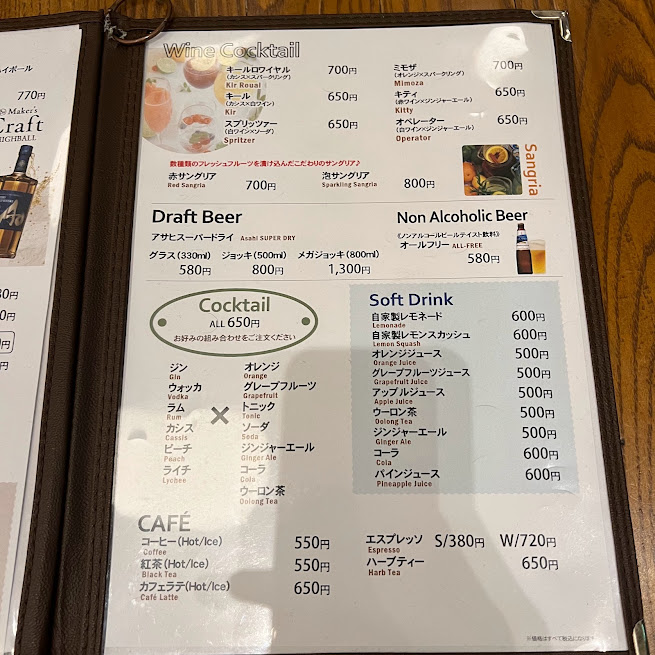 イボール
770円
& Maker's
Craft
HIGHBALL
Wine Cocktail
キールロワイヤル 700円
(カシス×スパークリング)
Kir Roual
キール 650円
(カシス×白ワイン)
Kir
スプリッツァー 650円
(白ワイン×ソーダ)
Spritzer
ミモザ 700円
(オレンジ×スパークリング)
Mimoza
キティ 650円
(赤ワイン×ジンジャーエール)
Kitty
オペレーター 650円
(白ワイン×ジンジャーエール)
Operator
数種類のフレッシュフルーツを漬け込んだこだわりのサングリア♪
赤サングリア 700円
Red Sangria
泡サングリア 800円
Sparkling Sangria
Sangria
Draft Beer
アサヒスーパードライ Asahi SUPER DRY
グラス(330ml) ジョッキ(500ml) メガジョッキ(800ml)
580円 800円 1,300円
Non Alcoholic Beer
《ノンアルコールビールテイスト飲料》
オールフリー ALL-FREE
580円
Cocktail
ALL 650円
お好みの組み合わせをご注文ください
ジン
Gin
ウォッカ
Vodka
ラム
Rum
カシス
Cassis
ピーチ
Peach
ライチ
Lychee
×
オレンジ
Orange
グレープフルーツ
Grapefruit
トニック
Tonic
ソーダ
Soda
ジンジャーエール
Ginger Ale
コーラ
Cola
ウーロン茶
Oolong Tea
Soft Drink
自家製レモネード 600円
Lemonade
自家製レモンスカッシュ 600円
Lemon Squash
オレンジジュース 500円
Orange Juice
グレープフルーツジュース 500円
Grapefruit Juice
アップルジュース 500円
Apple Juice
ウーロン茶 500円
Oolong Tea
ジンジャーエール 500円
Ginger Ale
コーラ 600円
Cola
パインジュース 600円
Pineapple Juice
CAFÉ
コーヒー(Hot/Ice) 550円
Coffee
紅茶(Hot/Ice) 550円
Black Tea
カフェラテ(Hot/Ice) 650円
Café Latte
エスプレッソ S/380円 W/720円
Espresso
ハーブティー 650円
Harb Tea
※価格はすべて税込になります